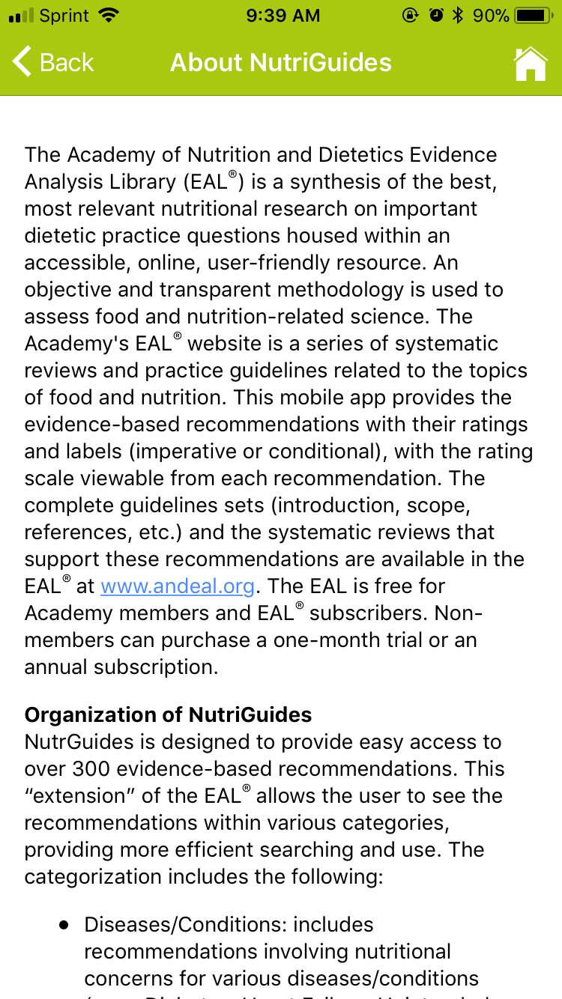 Sprint 9:39 AM 90%
Back About NutriGuides
The Academy of Nutrition and Dietetics Evidence
Analysis Library (EAL®) is a synthesis of the best,
most relevant nutritional research on important
dietetic practice questions housed within an
accessible, online, user-friendly resource. An
objective and transparent methodology is used to
assess food and nutrition-related science. The
Academy's EAL® website is a series of systematic
reviews and practice guidelines related to the topics
of food and nutrition. This mobile app provides the
evidence-based recommendations with their ratings
and labels (imperative or conditional), with the rating
scale viewable from each recommendation. The
complete guidelines sets (introduction, scope,
references, etc.) and the systematic reviews that
support these recommendations are available in the
EAL® at www.andeal.org. The EAL is free for
Academy members and EAL® subscribers. Non-
members can purchase a one-month trial or an
annual subscription.
Organization of NutriGuides
NutrGuides is designed to provide easy access to
over 300 evidence-based recommendations. This
“extension” of the EAL® allows the user to see the
recommendations within various categories,
providing more efficient searching and use. The
categorization includes the following:
• Diseases/Conditions: includes
recommendations involving nutritional
concerns for various diseases/conditions